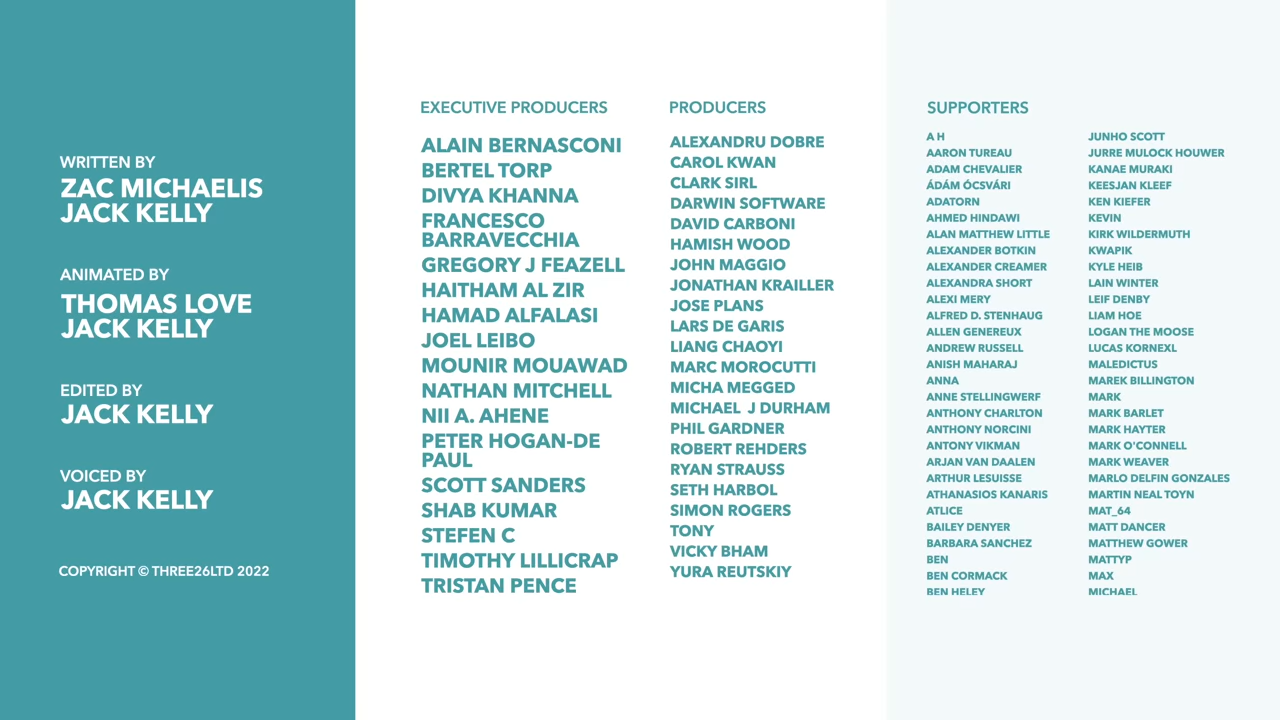 WRITTEN BY
ZAC MICHAELIS
JACK KELLY
ANIMATED BY
THOMAS LOVE
JACK KELLY
EDITED BY
JACK KELLY
VOICED BY
JACK KELLY
COPYRIGHT © THREE26LTD 2022
EXECUTIVE PRODUCERS
ALAIN BERNASCONI
BERTEL TORP
DIVYA KHANNA
FRANCESCO
BARRAVECCHIA
GREGORY J FEAZELL
HAITHAM AL ZIR
HAMAD ALFALASI
JOEL LEIBO
MOUNIR MOUAWAD
NATHAN MITCHELL
NII A. AHENE
PETER HOGAN-DE
PAUL
SCOTT SANDERS
SHAB KUMAR
STEFEN C
TIMOTHY LILLICRAP
TRISTAN PENCE
PRODUCERS
ALEXANDRU DOBRE
CAROL KWAN
CLARK SIRL
DARWIN SOFTWARE
DAVID CARBONI
HAMISH WOOD
JOHN MAGGIO
JONATHAN KRAILLER
JOSE PLANS
LARS DE GARIS
LIANG CHAOYI
MARC MOROCUTTI
MICHA MEGGED
MICHAEL  J DURHAM
PHIL GARDNER
ROBERT REHDERS
RYAN STRAUSS
SETH HARBOL
SIMON ROGERS
TONY
VICKY BHAM
YURA REUTSKIY
SUPPORTERS
A H
AARON TUREAU
ADAM CHEVALIER
ÁDÁM ÓCSVÁRI
ADATORN
AHMED HINDAWI
ALAN MATTHEW LITTLE
ALEXANDER BOTKIN
ALEXANDER CREAMER
ALEXANDRA SHORT
ALEXI MERY
ALFRED D. STENHAUG
ALLEN GENEREUX
ANDREW RUSSELL
ANISH MAHARAJ
ANNA
ANNE STELLINGWERF
ANTHONY CHARLTON
ANTHONY NORCINI
ANTONY VIKMAN
ARJAN VAN DAALEN
ARTHUR LESUISSE
ATHANASIOS KANARIS
ATLICE
BAILEY DENYER
BARBARA SANCHEZ
BEN
BEN CORMACK
BEN HELEY
JUNHO SCOTT
JURRE MULOCK HOUWER
KANAE MURAKI
KEESJAN KLEEF
KEN KIEFER
KEVIN
KIRK WILDERMUTH
KWAPIK
KYLE HEIB
LAIN WINTER
LEIF DENBY
LIAM HOE
LOGAN THE MOOSE
LUCAS KORNEXL
MALEDICTUS
MAREK BILLINGTON
MARK
MARK BARLET
MARK HAYTER
MARK O'CONNELL
MARK WEAVER
MARLO DELFIN GONZALES
MARTIN NEAL TOYN
MAT_64
MATT DANCER
MATTHEW GOWER
MATTYP
MAX
MICHAEL